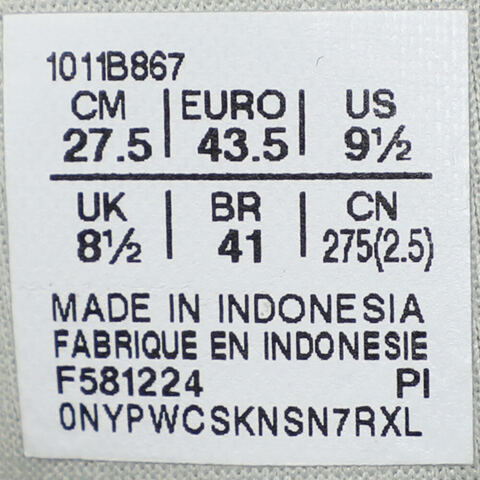 1011B867
CM | EURO | US
27.5 | 43.5 | 9½
UK | BR | CN
8½ | 41 | 275(2.5)
MADE IN INDONESIA
FABRIQUE EN INDONESIE
F581224 PI
0NYPWCSKNSN7RXL